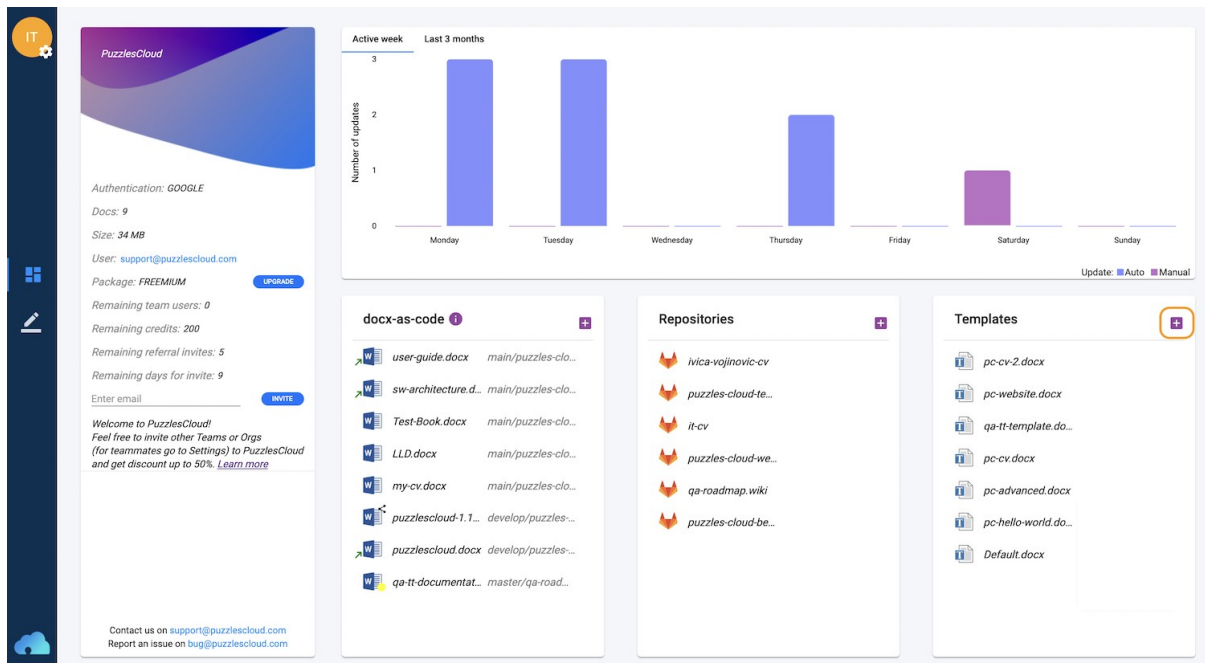 IT
PuzzlesCloud
Authentication: GOOGLE
Docs: 9
Size: 34 MB
User: support@puzzlescloud.com
Package: FREEMIUM UPGRADE
Remaining team users: 0
Remaining credits: 200
Remaining referral invites: 5
Remaining days for invite: 9
Enter email INVITE
Welcome to PuzzlesCloud!
Feel free to invite other Teams or Orgs
(for teammates go to Settings) to PuzzlesCloud
and get discount up to 50%. Learn more
Contact us on support@puzzlescloud.com
Report an issue on bug@puzzlescloud.com
Active week Last 3 months
Number of updates
3
2
1
0
Monday Tuesday Wednesday Thursday Friday Saturday Sunday
Update: Auto Manual
docx-as-code i
user-guide.docx main/puzzles-clo...
sw-architecture.d... main/puzzles-clo...
Test-Book.docx main/puzzles-clo...
LLD.docx main/puzzles-clo...
my-cv.docx main/puzzles-clo...
puzzlescloud-1.1... develop/puzzles-...
puzzlescloud.docx develop/puzzles-...
qa-tt-documentat... master/qa-road...
Repositories
ivica-vojinovic-cv
puzzles-cloud-te...
it-cv
puzzles-cloud-we...
qa-roadmap.wiki
puzzles-cloud-be...
Templates
pc-cv-2.docx
pc-website.docx
qa-tt-template.do...
pc-cv.docx
pc-advanced.docx
pc-hello-world.do...
Default.docx